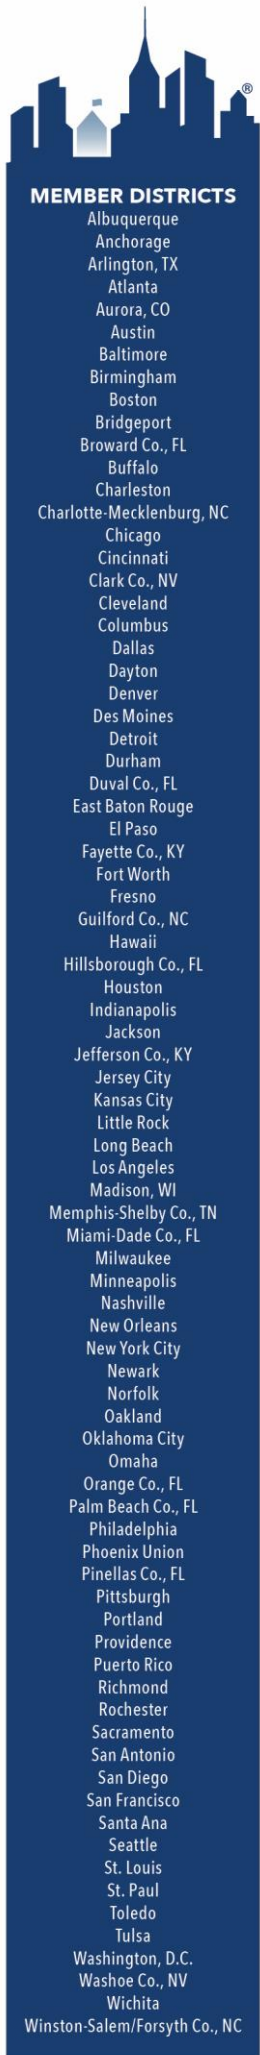 ®
MEMBER DISTRICTS
Albuquerque
Anchorage
Arlington, TX
Atlanta
Aurora, CO
Austin
Baltimore
Birmingham
Boston
Bridgeport
Broward Co., FL
Buffalo
Charleston
Charlotte-Mecklenburg, NC
Chicago
Cincinnati
Clark Co., NV
Cleveland
Columbus
Dallas
Dayton
Denver
Des Moines
Detroit
Durham
Duval Co., FL
East Baton Rouge
El Paso
Fayette Co., KY
Fort Worth
Fresno
Guilford Co., NC
Hawaii
Hillsborough Co., FL
Houston
Indianapolis
Jackson
Jefferson Co., KY
Jersey City
Kansas City
Little Rock
Long Beach
Los Angeles
Madison, WI
Memphis-Shelby Co., TN
Miami-Dade Co., FL
Milwaukee
Minneapolis
Nashville
New Orleans
New York City
Newark
Norfolk
Oakland
Oklahoma City
Omaha
Orange Co., FL
Palm Beach Co., FL
Philadelphia
Phoenix Union
Pinellas Co., FL
Pittsburgh
Portland
Providence
Puerto Rico
Richmond
Rochester
Sacramento
San Antonio
San Diego
San Francisco
Santa Ana
Seattle
St. Louis
St. Paul
Toledo
Tulsa
Washington, D.C.
Washoe Co., NV
Wichita
Winston-Salem/Forsyth Co., NC